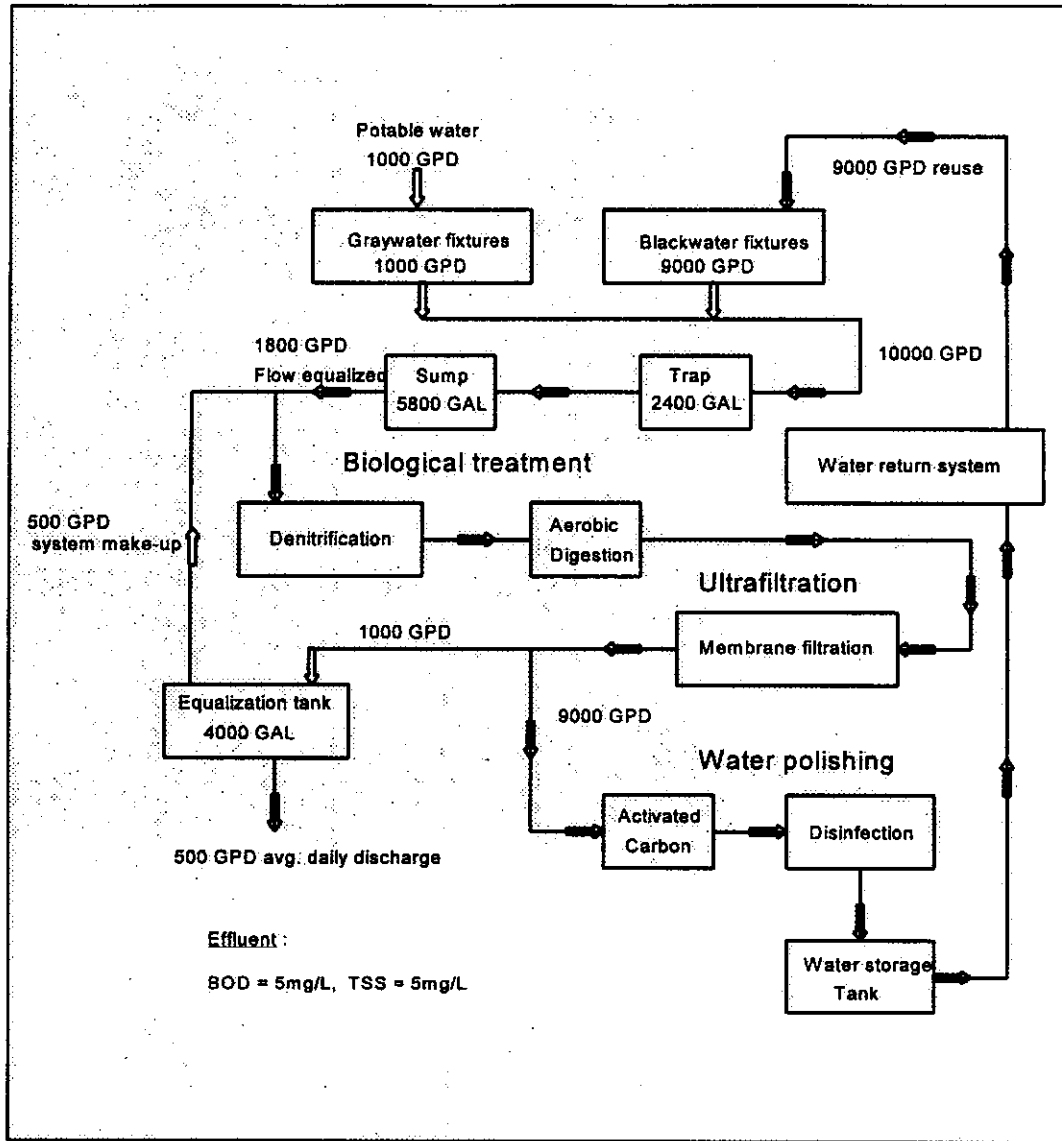 Potable water
1000 GPD
9000 GPD reuse
Graywater fixtures
1000 GPD
Blackwater fixtures
9000 GPD
10000 GPD
1800 GPD
Flow equalized
Sump
5800 GAL
Trap
2400 GAL
Water return system
Biological treatment
500 GPD
system make-up
Denitrification
Aerobic
Digestion
Ultrafiltration
1000 GPD
Membrane filtration
Equalization tank
4000 GAL
9000 GPD
Water polishing
Activated
Carbon
Disinfection
500 GPD avg. daily discharge
Effluent :
BOD = 5mg/L, TSS = 5mg/L
Water storage
Tank